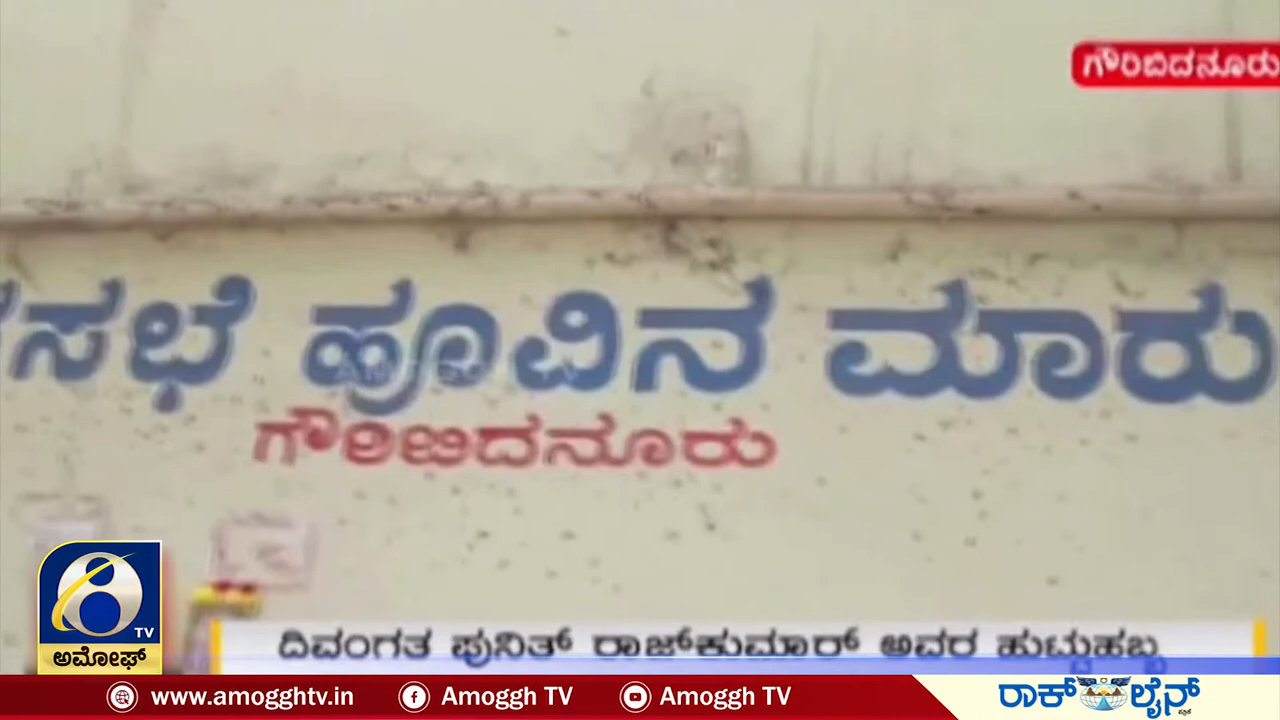 ಗೌರಿಬಿದನೂರು
ಸಭೆ ಹೂವಿನ ಮಾರು
ಗೌರಿಬಿದನೂರು
8
TV
ಅಮೋಘ್
ದಿವಂಗತ ಪುನಿತ್ ರಾಜ್‌ಕುಮಾರ್ ಅವರ ಹುಟ್ಟುಹಬ್ಬ
www.amogghtv.in Amoggh TV Amoggh TV
ರಾಕ್ ಲೈನ್